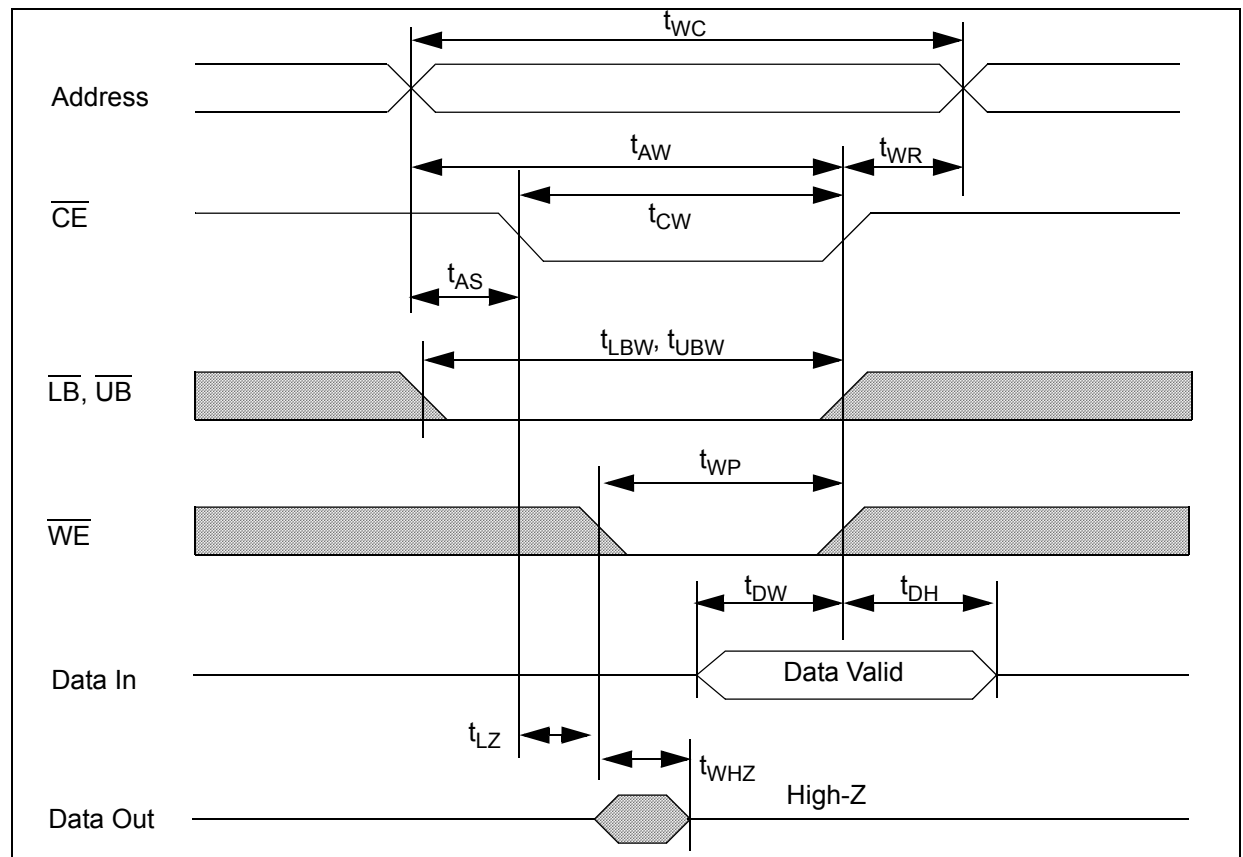 tWC
Address
tAW
tWR
CE
tCW
tAS
tLBW, tUBW
LB, UB
tWP
WE
tDW
tDH
Data In
Data Valid
tLZ
tWHZ
High-Z
Data Out